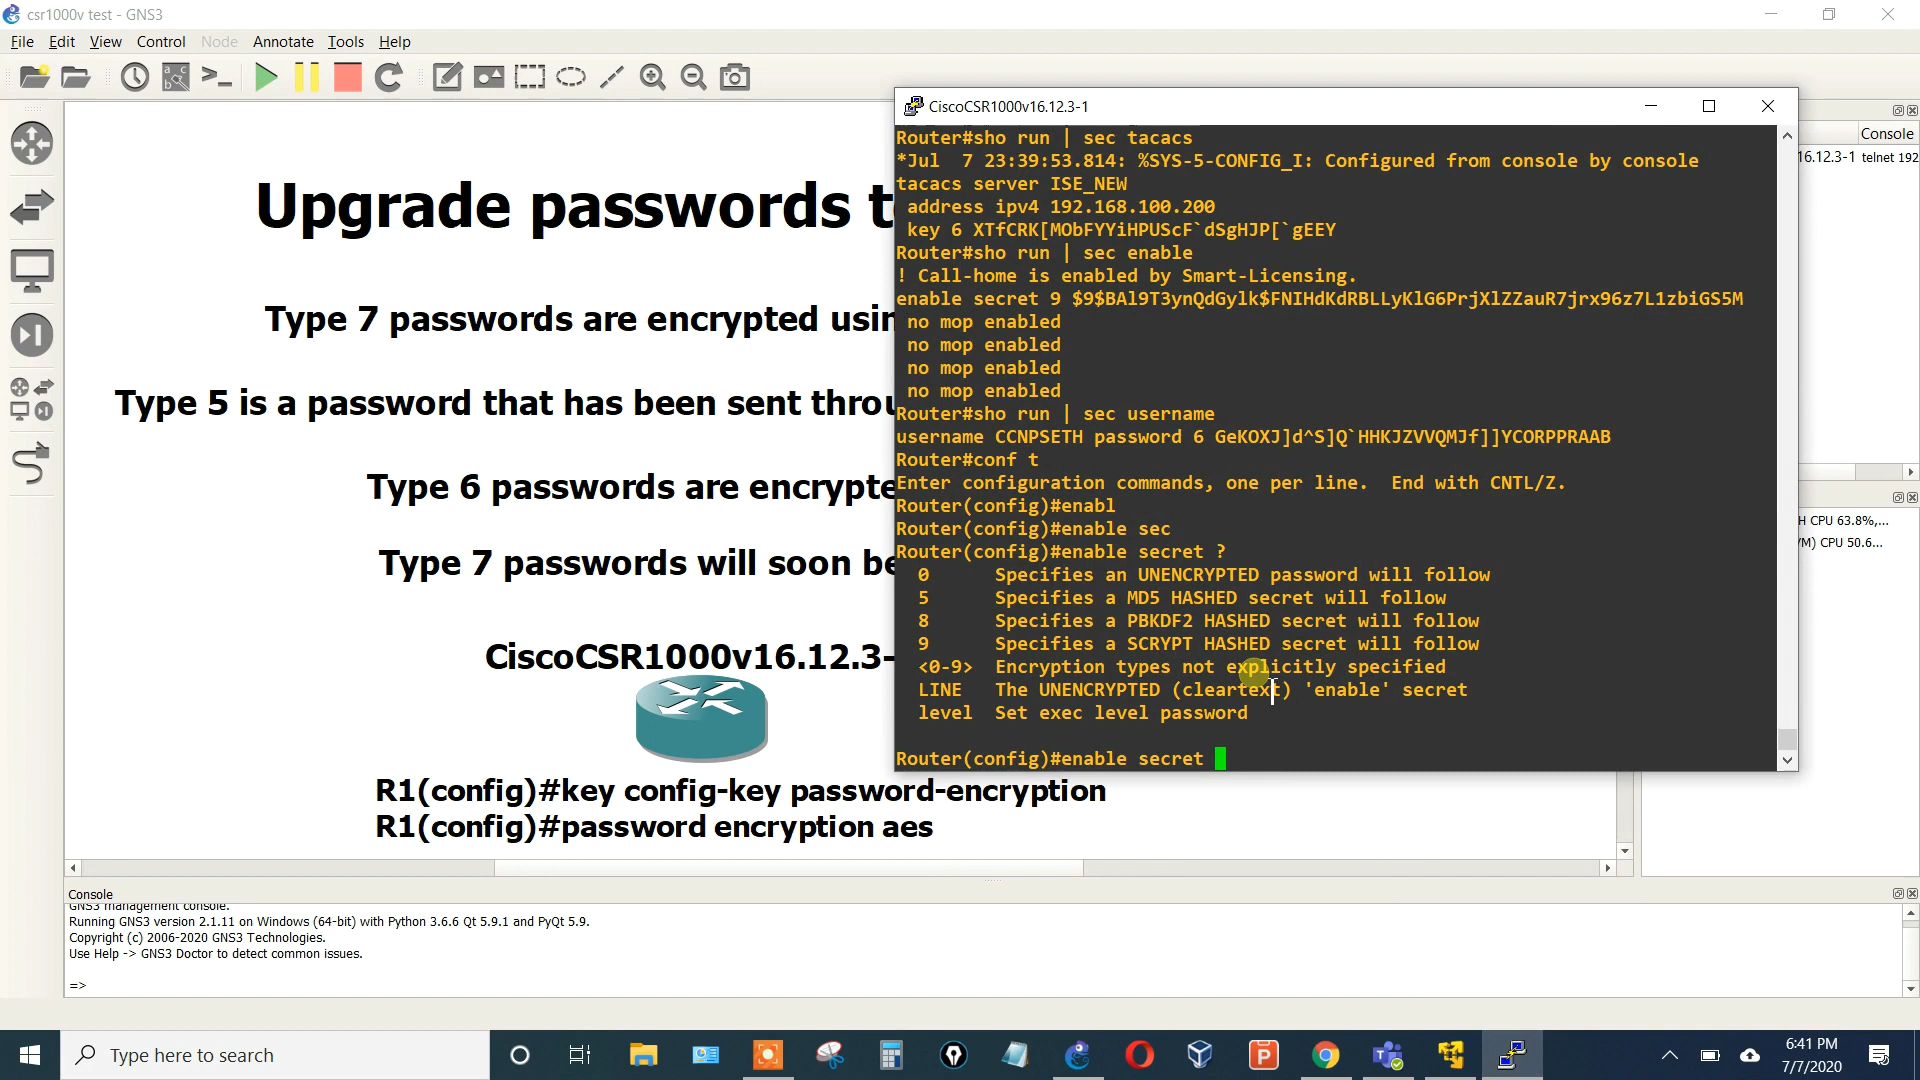 csr1000v test - GNS3
File Edit View Control Node Annotate Tools Help
Upgrade passwords t
Type 7 passwords are encrypted usin
Type 5 is a password that has been sent throu
Type 6 passwords are encrypte
Type 7 passwords will soon be
CiscoCSR1000v16.12.3-
R1(config)#key config-key password-encryption
R1(config)#password encryption aes
CiscoCSR1000v16.12.3-1
Router#sho run | sec tacacs
*Jul  7 23:39:53.814: %SYS-5-CONFIG_I: Configured from console by console
tacacs server ISE_NEW
 address ipv4 192.168.100.200
 key 6 XTfCRK[MObFYYiHPUScF`dSgHJP[`gEEY
Router#sho run | sec enable
! Call-home is enabled by Smart-Licensing.
enable secret 9 $9$BAl9T3ynQdGylk$FNIHdKdRBLLyKlG6PrjXlZZauR7jrx96z7L1zbiGS5M
 no mop enabled
 no mop enabled
 no mop enabled
 no mop enabled
Router#sho run | sec username
username CCNPSETH password 6 GeKOXJ]d^S]Q`HHKJZVVQMJf]]YCORPPRAAB
Router#conf t
Enter configuration commands, one per line.  End with CNTL/Z.
Router(config)#enabl
Router(config)#enable sec
Router(config)#enable secret ?
  0      Specifies an UNENCRYPTED password will follow
  5      Specifies a MD5 HASHED secret will follow
  8      Specifies a PBKDF2 HASHED secret will follow
  9      Specifies a SCRYPT HASHED secret will follow
  <0-9>  Encryption types not explicitly specified
  LINE   The UNENCRYPTED (cleartext) 'enable' secret
  level  Set exec level password
Router(config)#enable secret
Console
16.12.3-1 telnet 192
H CPU 63.8%,...
VM) CPU 50.6...
Console
GNS3 management console.
Running GNS3 version 2.1.11 on Windows (64-bit) with Python 3.6.6 Qt 5.9.1 and PyQt 5.9.
Copyright (c) 2006-2020 GNS3 Technologies.
Use Help -> GNS3 Doctor to detect common issues.
=>
Type here to search
6:41 PM
7/7/2020